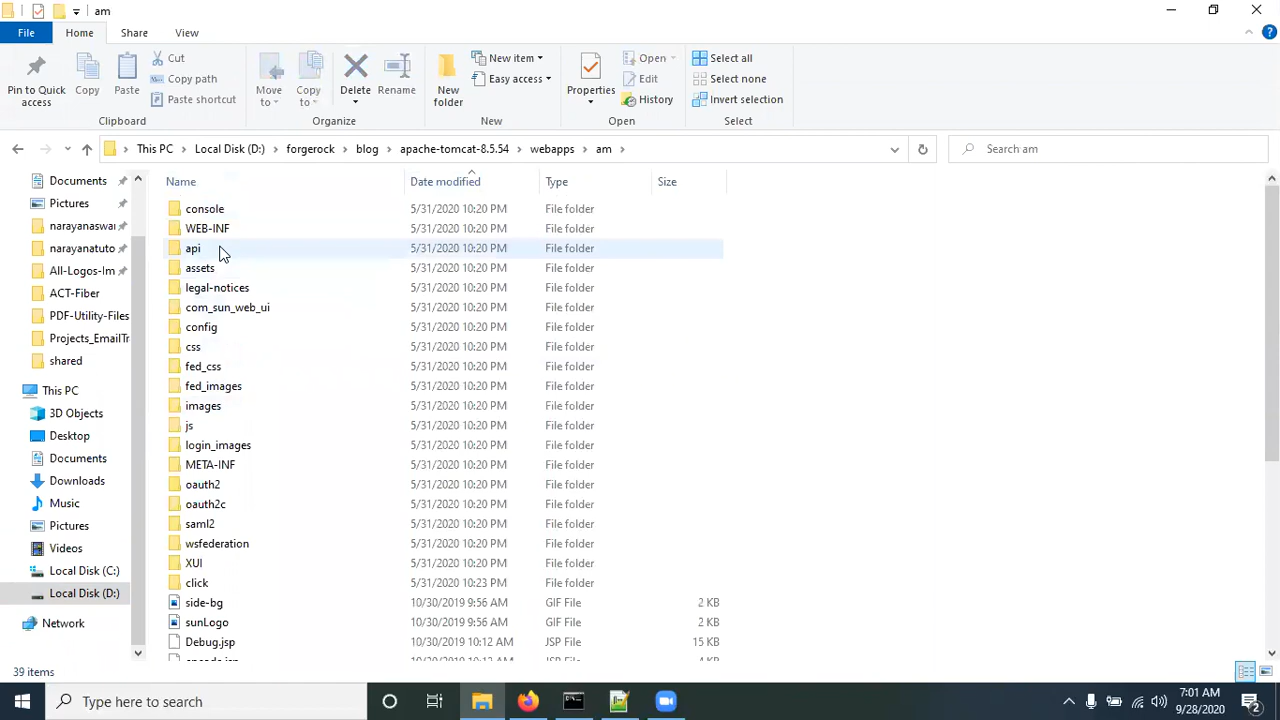 am
File Home Share View
Pin to Quick access
Copy
Paste
Cut
Copy path
Paste shortcut
Clipboard
Move to
Copy to
Delete
Rename
Organize
New folder
New item
Easy access
New
Properties
Open
Edit
History
Open
Select all
Select none
Invert selection
Select
This PC > Local Disk (D:) > forgerock > blog > apache-tomcat-8.5.54 > webapps > am >
Search am
Documents
Pictures
narayanaswa
narayanatuto
All-Logos-Im
ACT-Fiber
PDF-Utility-Files
Projects_EmailTr
shared
This PC
3D Objects
Desktop
Documents
Downloads
Music
Pictures
Videos
Local Disk (C:)
Local Disk (D:)
Network
Name Date modified Type Size
console 5/31/2020 10:20 PM File folder
WEB-INF 5/31/2020 10:20 PM File folder
api 5/31/2020 10:20 PM File folder
assets 5/31/2020 10:20 PM File folder
legal-notices 5/31/2020 10:20 PM File folder
com_sun_web_ui 5/31/2020 10:20 PM File folder
config 5/31/2020 10:20 PM File folder
css 5/31/2020 10:20 PM File folder
fed_css 5/31/2020 10:20 PM File folder
fed_images 5/31/2020 10:20 PM File folder
images 5/31/2020 10:20 PM File folder
js 5/31/2020 10:20 PM File folder
login_images 5/31/2020 10:20 PM File folder
META-INF 5/31/2020 10:20 PM File folder
oauth2 5/31/2020 10:20 PM File folder
oauth2c 5/31/2020 10:20 PM File folder
saml2 5/31/2020 10:20 PM File folder
wsfederation 5/31/2020 10:20 PM File folder
XUI 5/31/2020 10:20 PM File folder
click 5/31/2020 10:23 PM File folder
side-bg 10/30/2019 9:56 AM GIF File 2 KB
sunLogo 10/30/2019 9:56 AM GIF File 2 KB
Debug.jsp 10/30/2019 10:12 AM JSP File 15 KB
39 items
Type here to search
7:01 AM
9/28/2020
2